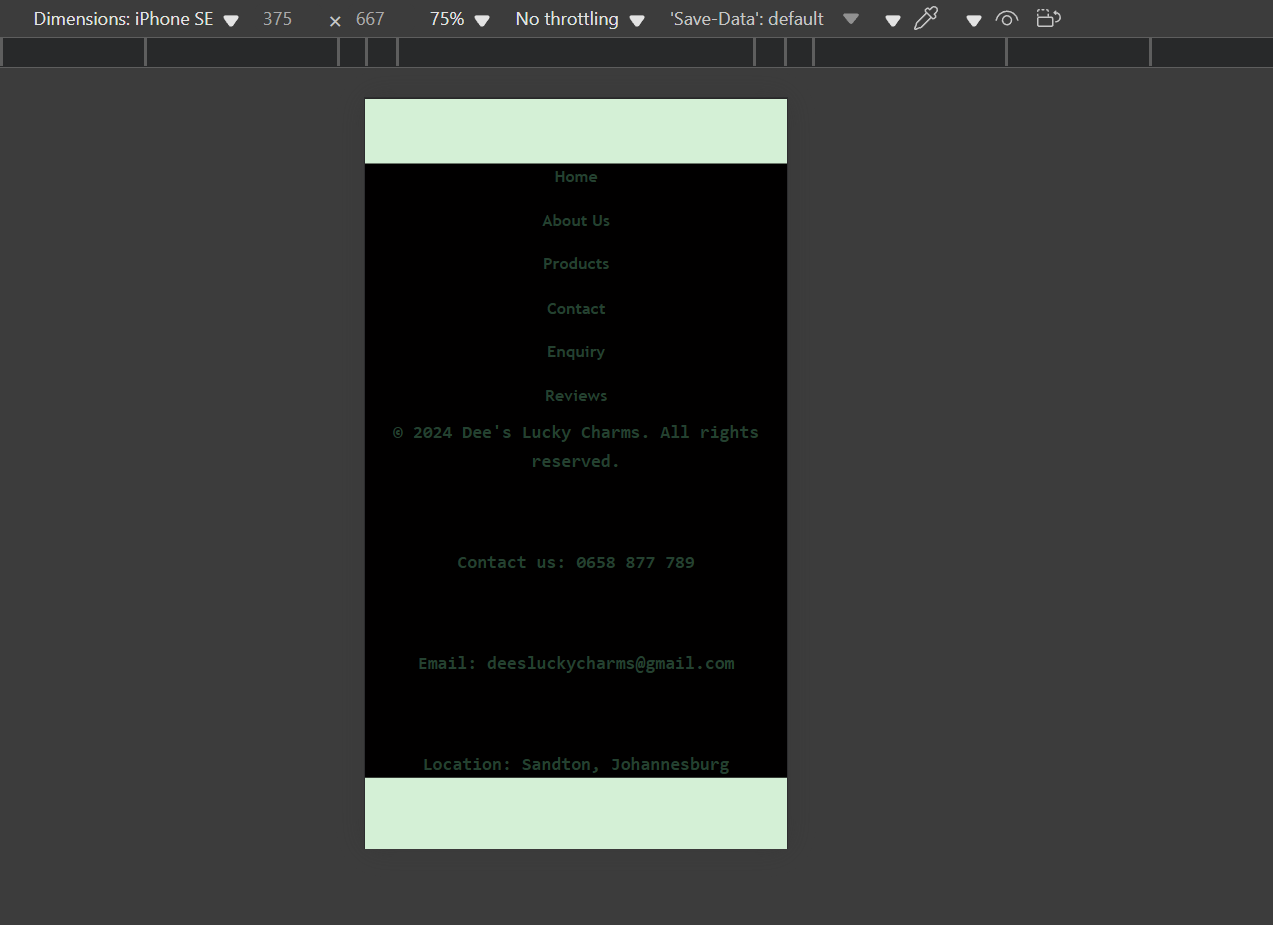 Dimensions: iPhone SE 375 × 667 75% No throttling 'Save-Data': default
Home
About Us
Products
Contact
Enquiry
Reviews
© 2024 Dee's Lucky Charms. All rights
reserved.
Contact us: 0658 877 789
Email: deesluckycharms@gmail.com
Location: Sandton, Johannesburg